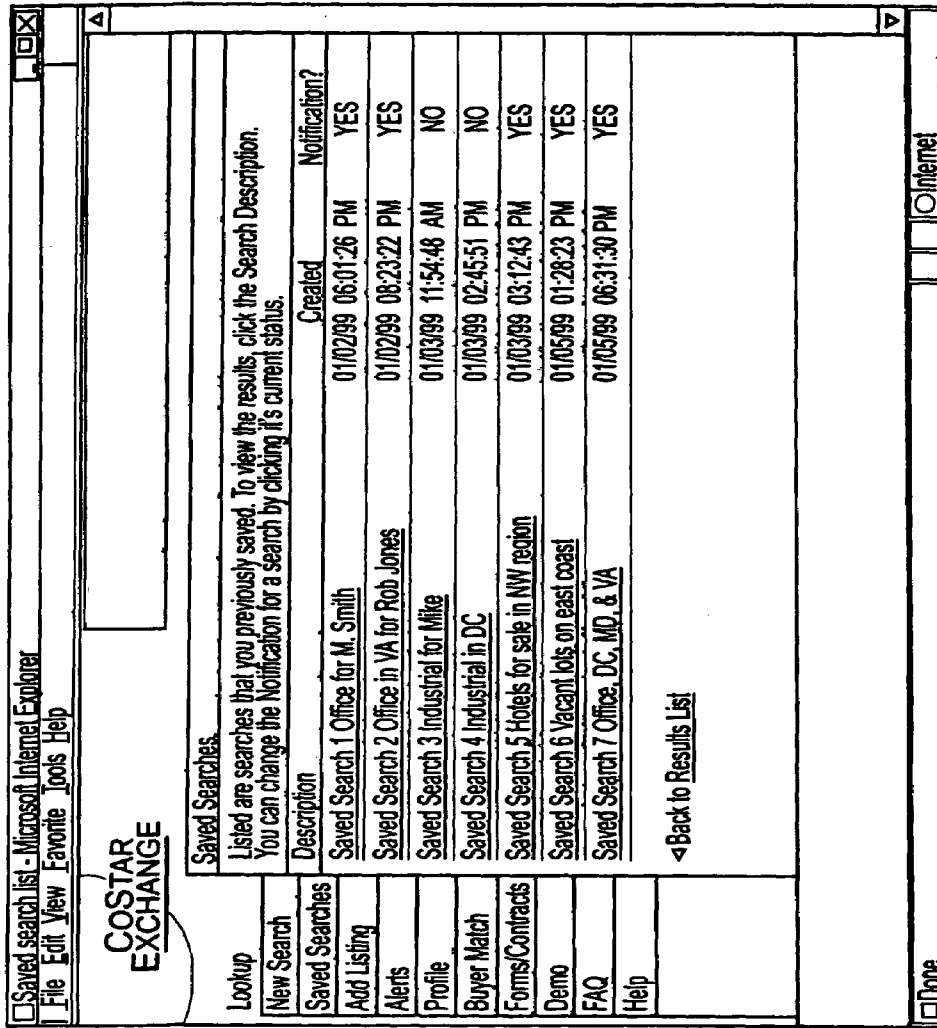 Saved search list - Microsoft Internet Explorer
File Edit View Favorite Tools Help
COSTAR
EXCHANGE
Lookup
New Search
Saved Searches
Add Listing
Alerts
Profile
Buyer Match
Forms/Contracts
Demo
FAQ
Help
Saved Searches
Listed are searches that you previously saved. To view the results, click the Search Description.
You can change the Notification for a search by clicking it's current status.
Description Created Notification?
Saved Search 1 Office for M. Smith 01/02/99 06:01:26 PM YES
Saved Search 2 Office in VA for Rob Jones 01/02/99 08:23:22 PM YES
Saved Search 3 Industrial for Mike 01/03/99 11:54:48 AM NO
Saved Search 4 Industrial in DC 01/03/99 02:45:51 PM NO
Saved Search 5 Hotels for sale in NW region 01/03/99 03:12:43 PM YES
Saved Search 6 Vacant lots on east coast 01/05/99 01:28:23 PM YES
Saved Search 7 Office, DC, MD, & VA 01/05/99 06:31:30 PM YES
Back to Results List
Done Internet